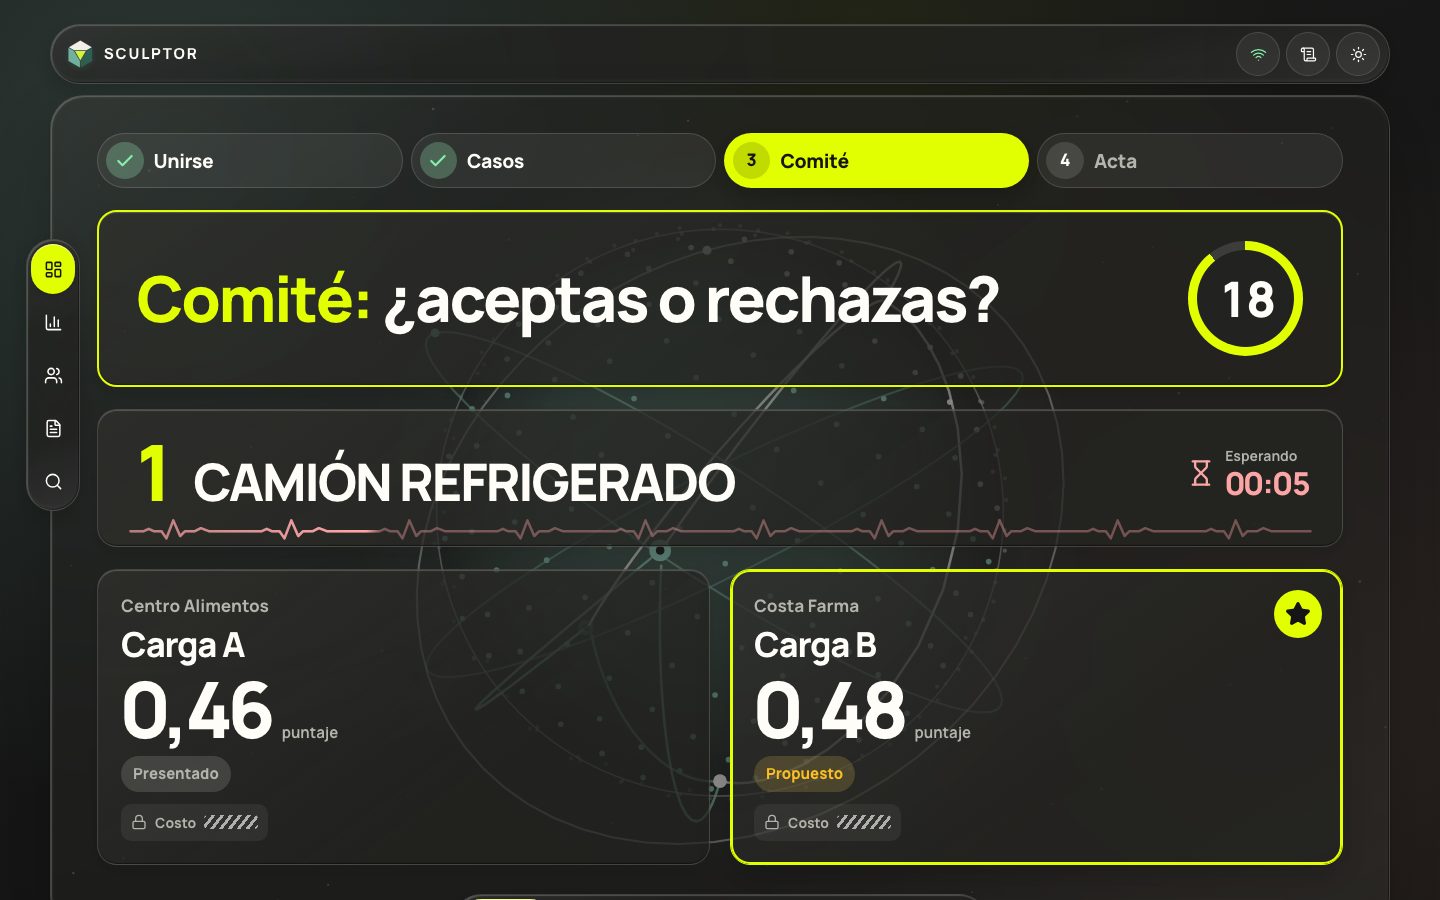 SCULPTOR
Unirse
Casos
3 Comité
4 Acta
Comité: ¿aceptas o rechazas?
18
1 CAMIÓN REFRIGERADO
Esperando
00:05
Centro Alimentos
Carga A
0,46 puntaje
Presentado
Costo
Costa Farma
Carga B
0,48 puntaje
Propuesto
Costo